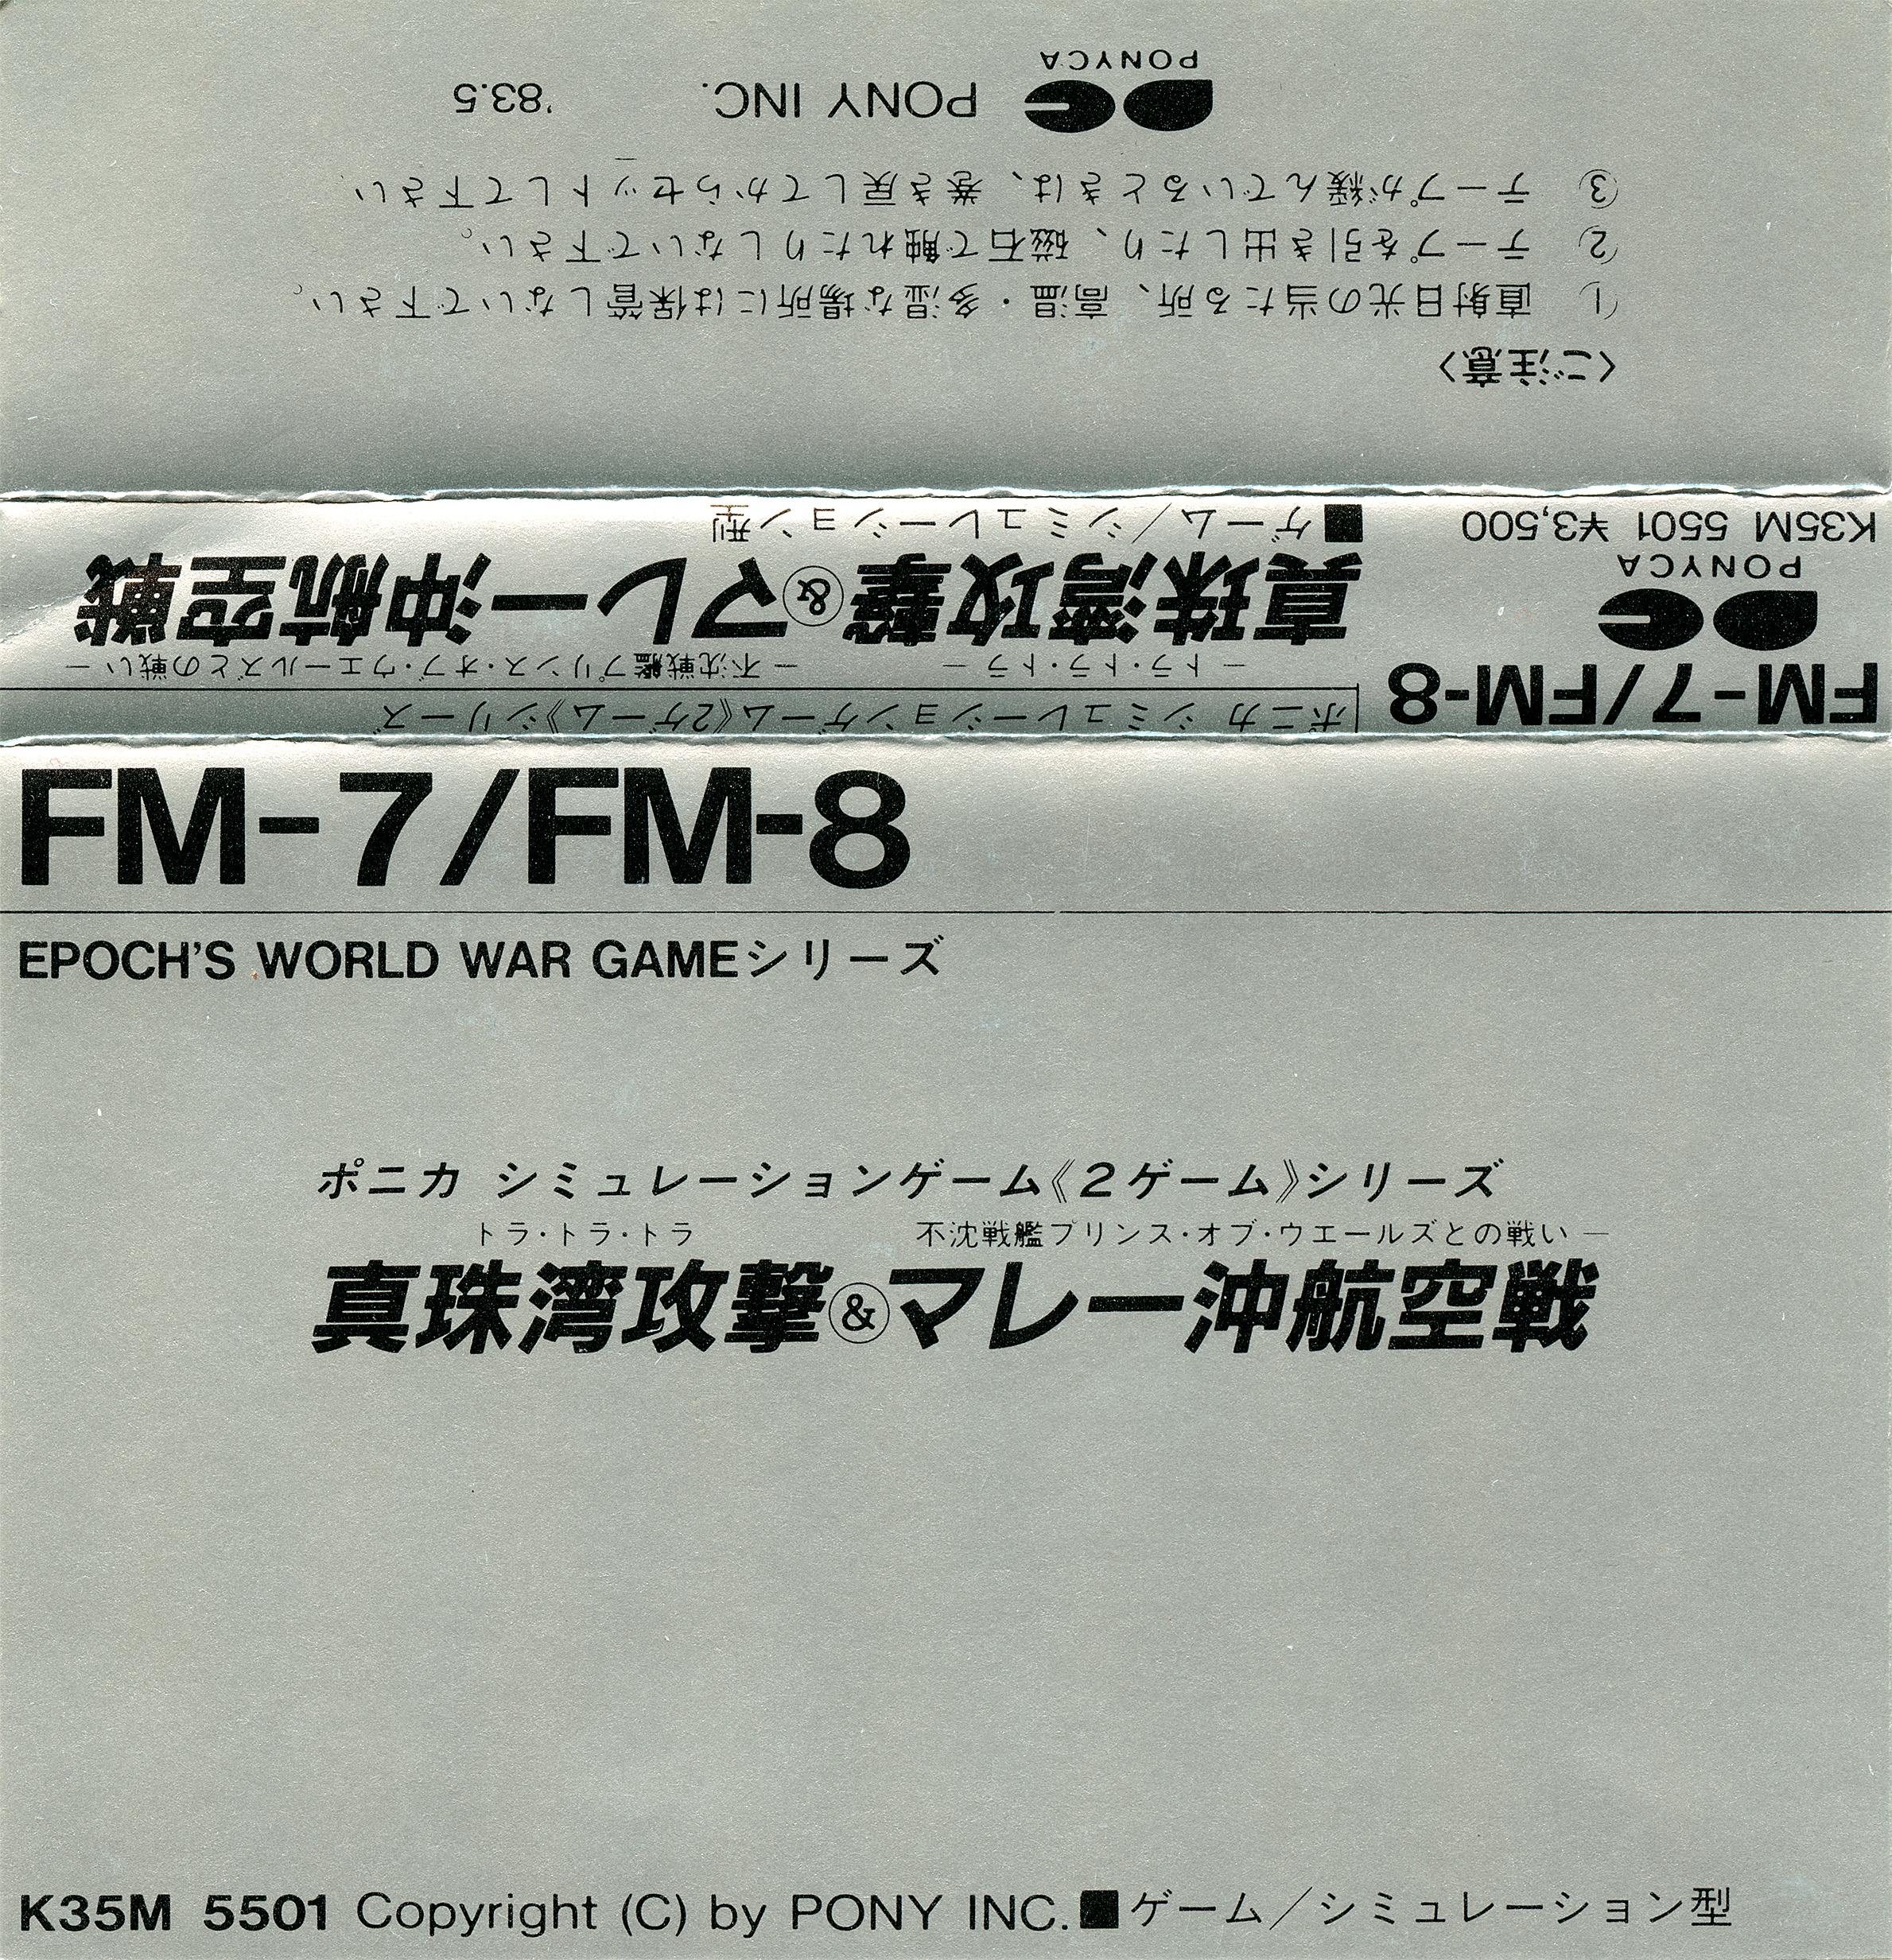 〈ご注意〉
① 直射日光の当たる所、高温・多湿な場所には保管しないで下さい。
② テープを引き出したり、磁石で触れたりしないで下さい。
③ テープが緩んでいるときは、巻き戻してからセットして下さい
PONYCA PONY INC. '83.5
FM-7/FM-8
PONYCA
K35M 5501 ¥3,500
ポニカ シミュレーションゲーム《2ゲーム》シリーズ
— トラ・トラ・トラ — — 不沈戦艦プリンス・オブ・ウエールズとの戦い —
真珠湾攻撃&マレー沖航空戦
■ゲーム/シミュレーション型
FM-7/FM-8
EPOCH'S WORLD WAR GAMEシリーズ
ポニカ シミュレーションゲーム《2ゲーム》シリーズ
トラ・トラ・トラ 不沈戦艦プリンス・オブ・ウエールズとの戦い —
真珠湾攻撃&マレー沖航空戦
K35M 5501 Copyright (C) by PONY INC.■ゲーム/シミュレーション型